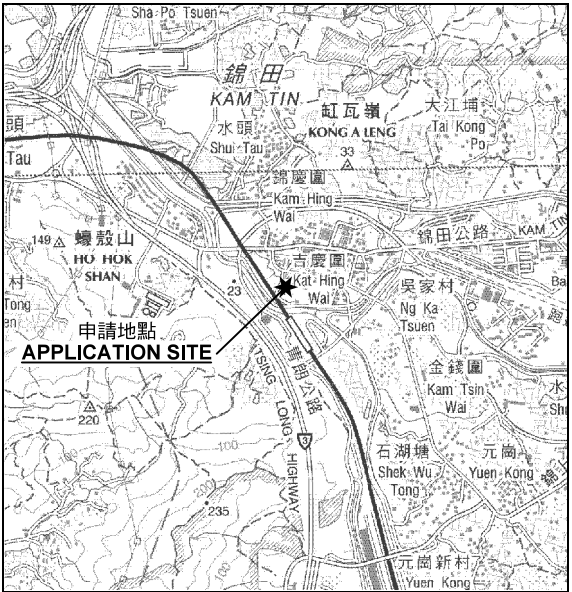 Sha Po Tsuen
錦田
KAM TIN
缸瓦嶺
KONG A LENG
33
大江埔
Tai Kong
Po
水頭
Shui Tau
頭
Tau
錦慶圍
Kam Hing
Wai
錦田公路
KAM TIN
149
蠔殼山
HO HOK
SHAN
吉慶圍
Kat Hing
Wai
23
村
Tong
en
吳家村
Ng Ka
Tsuen
Ba
申請地點
APPLICATION SITE
青朗公路
TSING LONG HIGHWAY
3
金錢圍
Kam Tsin
Wai
水
Shu
220
100
200
100
235
石湖塘
Shek Wu
Tong
元崗
Yuen Kong
元崗新村
Yuen Kong